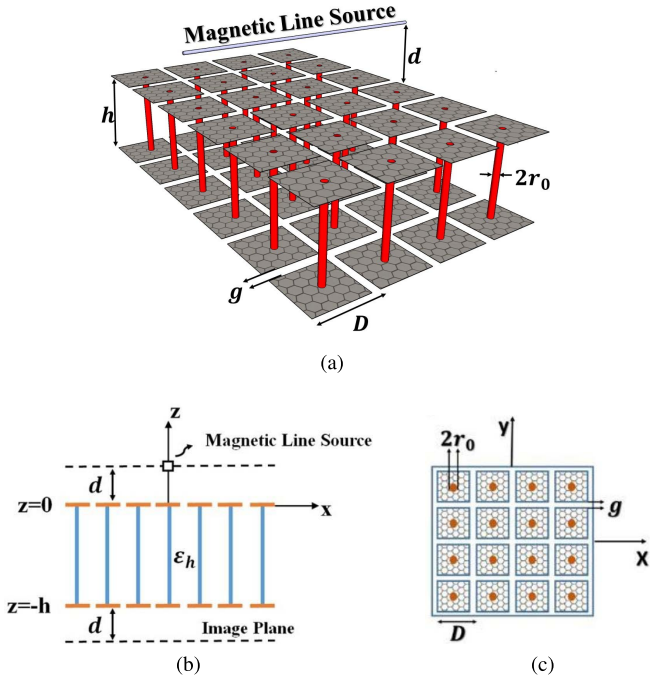 Magnetic Line Source
d
h
2r₀
g
D
(a)
z
Magnetic Line Source
d
z=0
x
εₕ
z=-h
d
Image Plane
(b)
y
2r₀
g
X
D
(c)